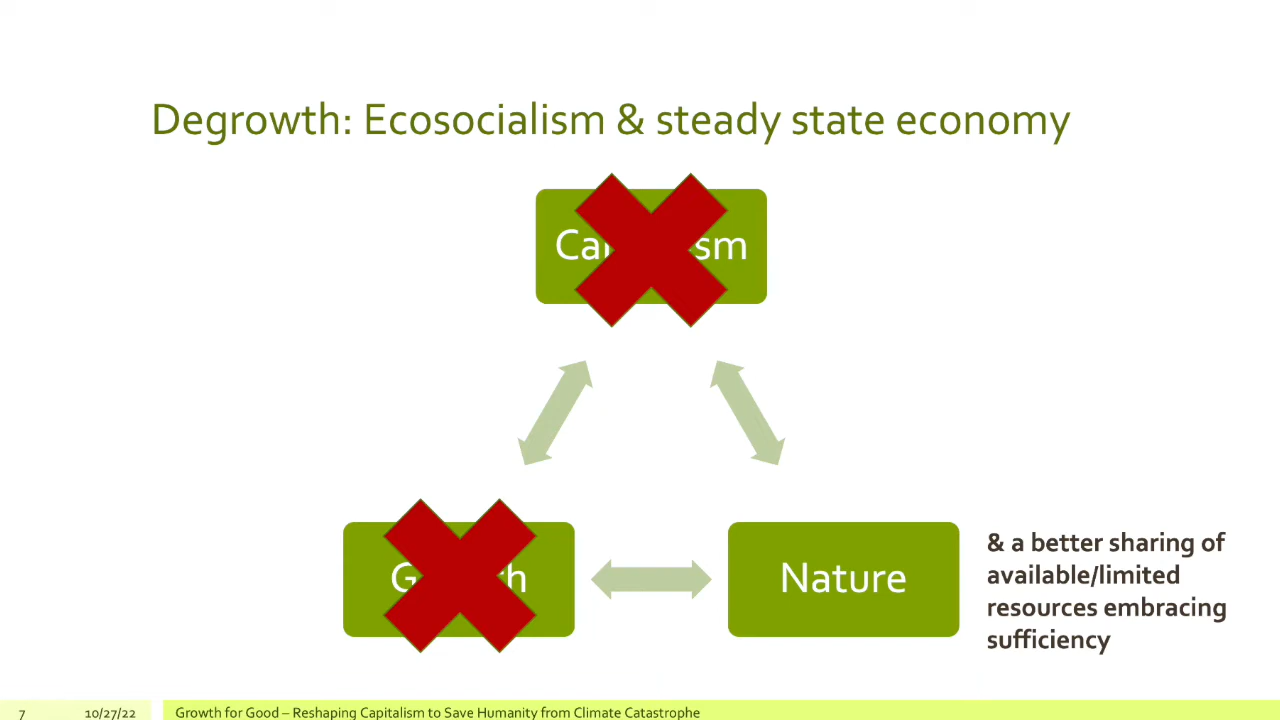 Degrowth: Ecosocialism & steady state economy
Nature
& a better sharing of
available/limited
resources embracing
sufficiency
7
10/27/22
Growth for Good – Reshaping Capitalism to Save Humanity from Climate Catastrophe